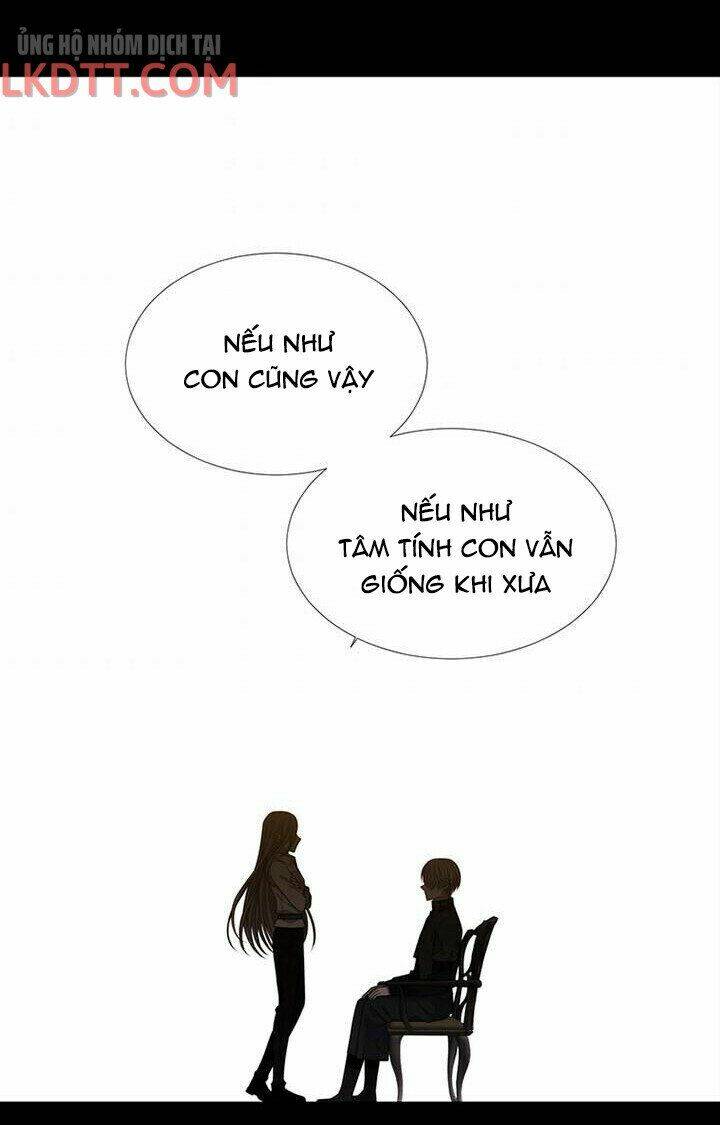 ỦNG HỘ NHÓM DỊCH TẠI
LKDTT.COM
NẾU NHƯ
CON CŨNG VẬY
NẾU NHƯ
TÂM TÍNH CON VẪN
GIỐNG KHI XƯA